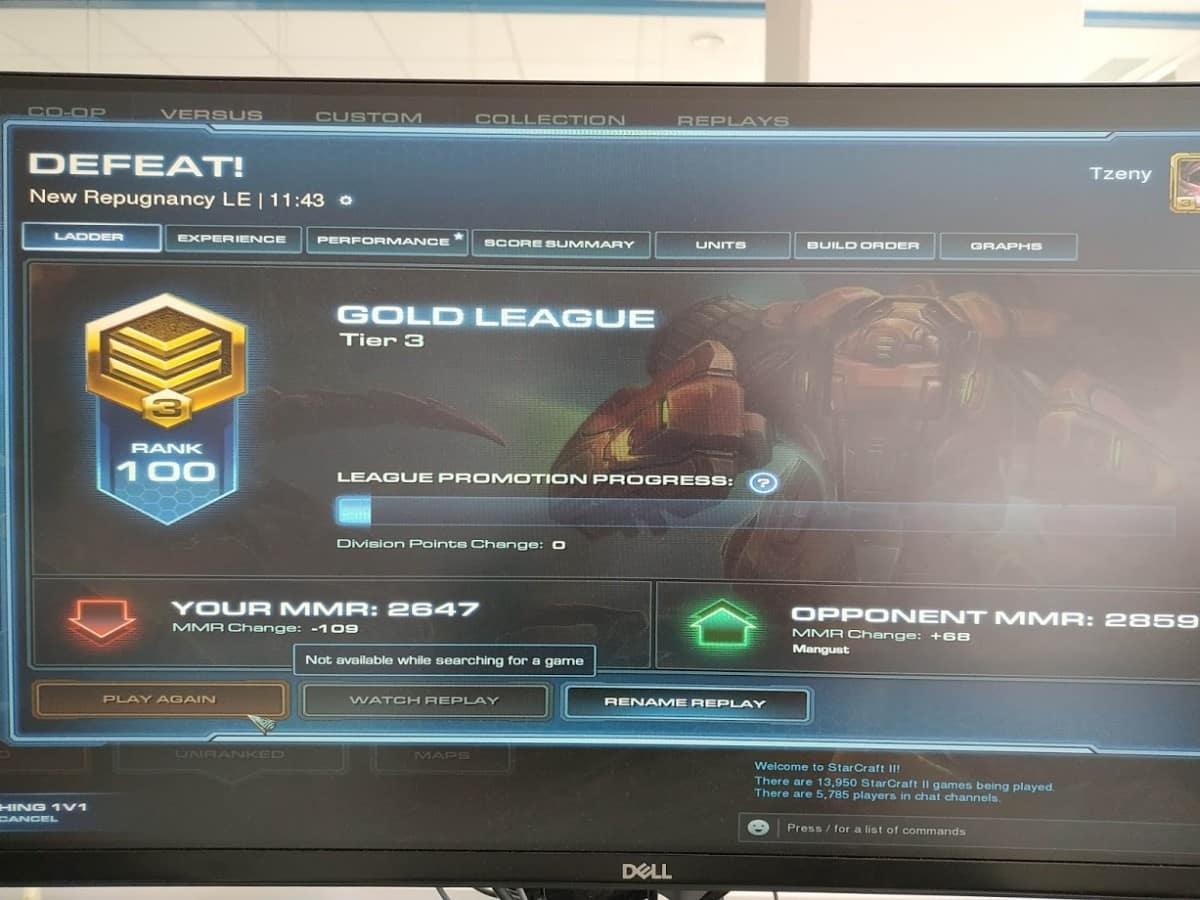 CO-OP VERSUS CUSTOM COLLECTION REPLAYS
DEFEAT!
Tzeny
New Repugnancy LE | 11:43
LADDER EXPERIENCE PERFORMANCE SCORE SUMMARY UNITS BUILD ORDER GRAPHS
GOLD LEAGUE
Tier 3
3
RANK
100
LEAGUE PROMOTION PROGRESS: ?
Division Points Change: 0
YOUR MMR: 2647
MMR Change: -109
OPPONENT MMR: 2859
MMR Change: +68
Mangust
Not available while searching for a game
PLAY AGAIN WATCH REPLAY RENAME REPLAY
UNRANKED MAPS
Welcome to StarCraft II!
There are 13,950 StarCraft II games being played.
There are 5,785 players in chat channels.
HING 1V1
CANCEL
Press / for a list of commands
DELL